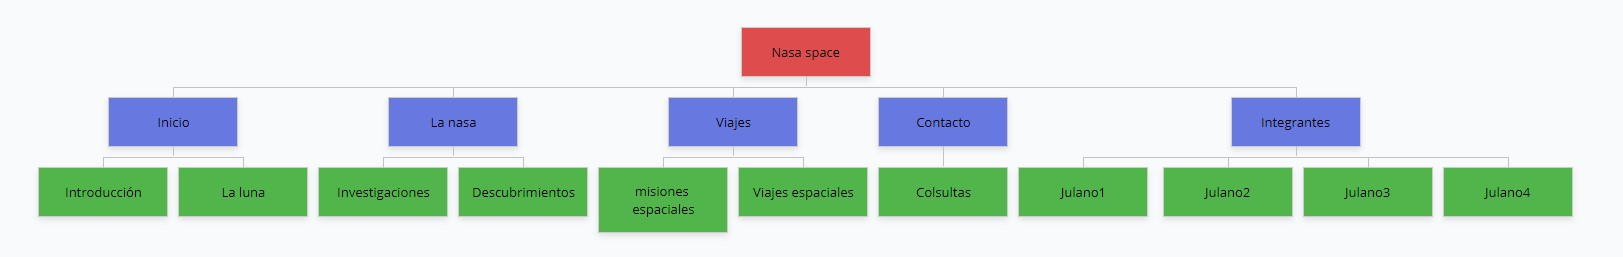 Nasa space
Inicio
La nasa
Viajes
Contacto
Integrantes
Introducción
La luna
Investigaciones
Descubrimientos
misiones
espaciales
Viajes espaciales
Colsultas
Julano1
Julano2
Julano3
Julano4